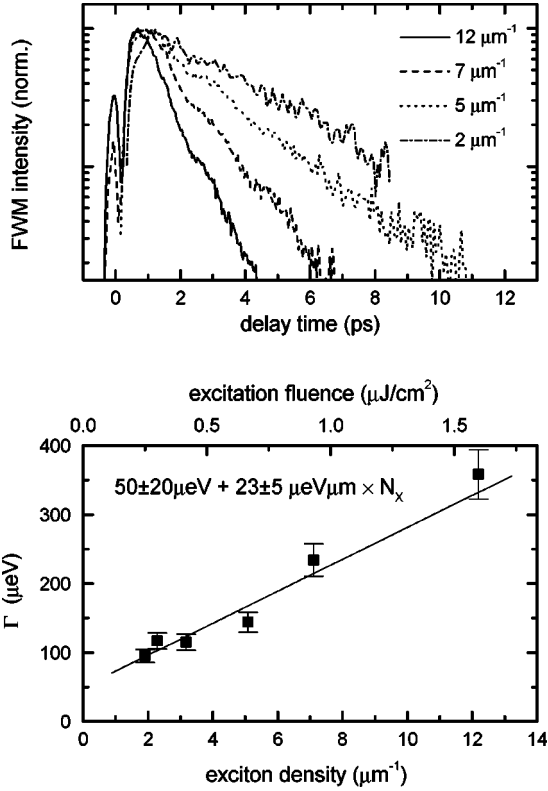 FWM intensity (norm.)
12 μm⁻¹
7 μm⁻¹
5 μm⁻¹
2 μm⁻¹
0 2 4 6 8 10 12
delay time (ps)
excitation fluence (μJ/cm²)
0.0 0.5 1.0 1.5
400
300
200
100
0
Γ (μeV)
50±20μeV + 23±5 μeVμm × Nₓ
0 2 4 6 8 10 12 14
exciton density (μm⁻¹)